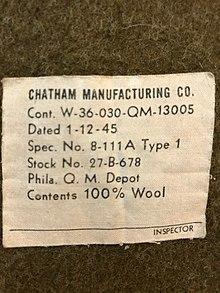 CHATHAM MANUFACTURING CO.
Cont. W-36-030-QM-13005
Dated 1-12-45
Spec. No. 8-111A Type 1
Stock No. 27-B-678
Phila. Q. M. Depot
Contents 100% Wool
INSPECTOR